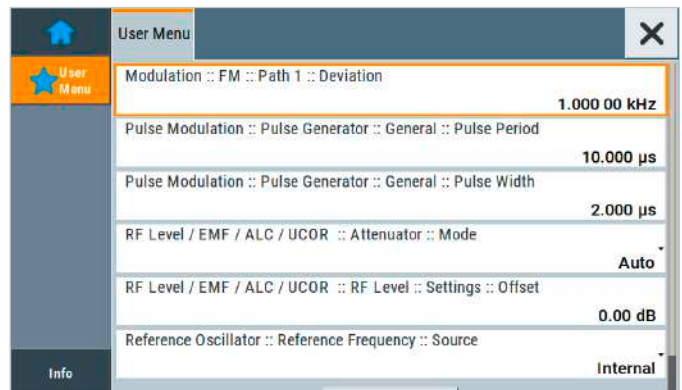 User Menu
User
Menu
Modulation :: FM :: Path 1 :: Deviation
1.000 00 kHz
Pulse Modulation :: Pulse Generator :: General :: Pulse Period
10.000 µs
Pulse Modulation :: Pulse Generator :: General :: Pulse Width
2.000 µs
RF Level / EMF / ALC / UCOR :: Attenuator :: Mode
Auto
RF Level / EMF / ALC / UCOR :: RF Level :: Settings :: Offset
0.00 dB
Reference Oscillator :: Reference Frequency :: Source
Internal
Info